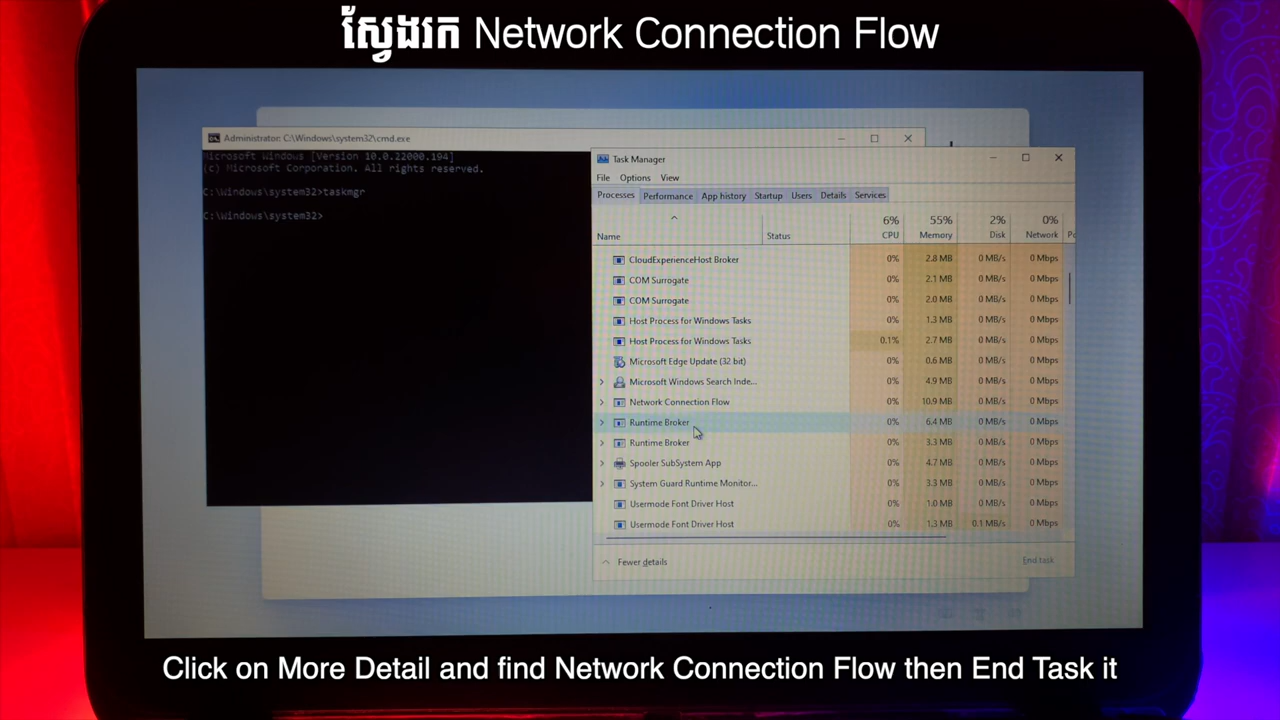 ស្វែងរក Network Connection Flow
Administrator: C:\Windows\system32\cmd.exe
Microsoft Windows [Version 10.0.22000.194]
(c) Microsoft Corporation. All rights reserved.
C:\Windows\system32>taskmgr
C:\Windows\system32>
Task Manager
File Options View
Processes Performance App history Startup Users Details Services
6% 55% 2% 0%
Name Status CPU Memory Disk Network Po
CloudExperienceHost Broker 0% 2.8 MB 0 MB/s 0 Mbps
COM Surrogate 0% 2.1 MB 0 MB/s 0 Mbps
COM Surrogate 0% 2.0 MB 0 MB/s 0 Mbps
Host Process for Windows Tasks 0% 1.3 MB 0 MB/s 0 Mbps
Host Process for Windows Tasks 0.1% 2.7 MB 0 MB/s 0 Mbps
Microsoft Edge Update (32 bit) 0% 0.6 MB 0 MB/s 0 Mbps
Microsoft Windows Search Inde... 0% 4.9 MB 0 MB/s 0 Mbps
Network Connection Flow 0% 10.9 MB 0 MB/s 0 Mbps
Runtime Broker 0% 6.4 MB 0 MB/s 0 Mbps
Runtime Broker 0% 3.3 MB 0 MB/s 0 Mbps
Spooler SubSystem App 0% 4.7 MB 0 MB/s 0 Mbps
System Guard Runtime Monitor... 0% 3.3 MB 0 MB/s 0 Mbps
Usermode Font Driver Host 0% 1.0 MB 0 MB/s 0 Mbps
Usermode Font Driver Host 0% 1.3 MB 0.1 MB/s 0 Mbps
Fewer details End task
Click on More Detail and find Network Connection Flow then End Task it